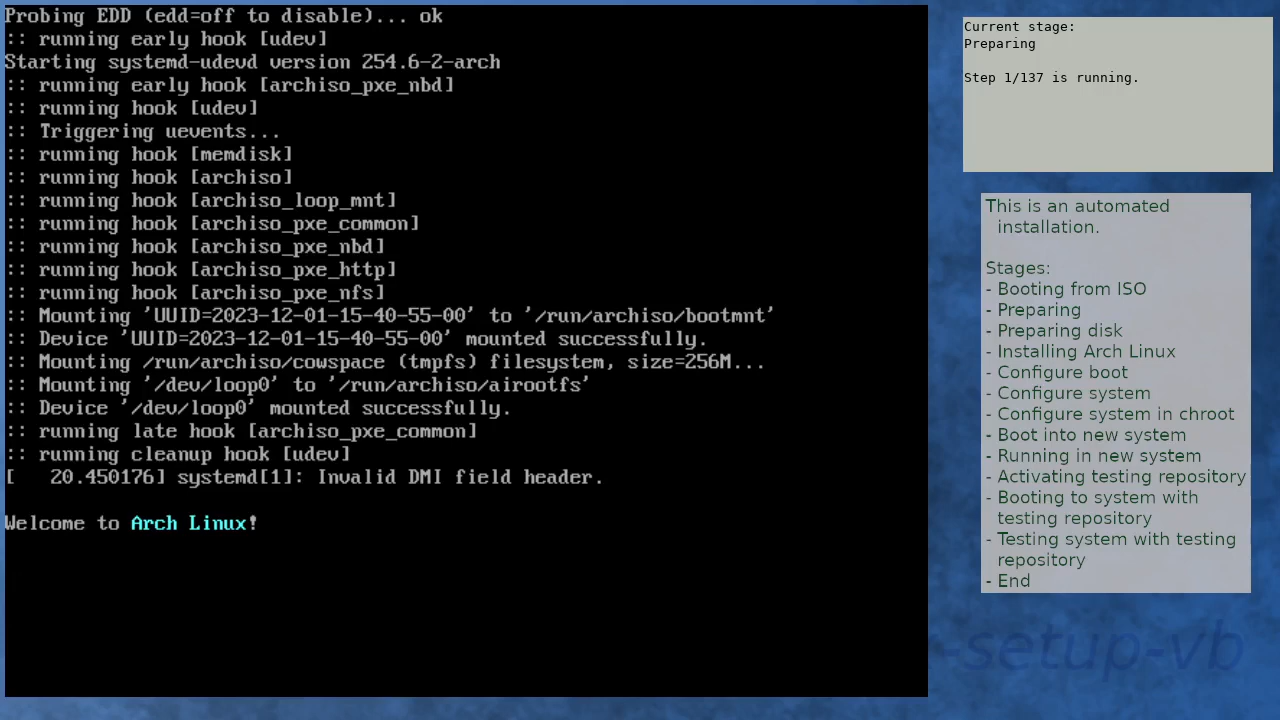 Probing EDD (edd=off to disable)... ok
:: running early hook [udev]
Starting systemd-udevd version 254.6-2-arch
:: running early hook [archiso_pxe_nbd]
:: running hook [udev]
:: Triggering uevents...
:: running hook [memdisk]
:: running hook [archiso]
:: running hook [archiso_loop_mnt]
:: running hook [archiso_pxe_common]
:: running hook [archiso_pxe_nbd]
:: running hook [archiso_pxe_http]
:: running hook [archiso_pxe_nfs]
:: Mounting 'UUID=2023-12-01-15-40-55-00' to '/run/archiso/bootmnt'
:: Device 'UUID=2023-12-01-15-40-55-00' mounted successfully.
:: Mounting /run/archiso/cowspace (tmpfs) filesystem, size=256M...
:: Mounting '/dev/loop0' to '/run/archiso/airootfs'
:: Device '/dev/loop0' mounted successfully.
:: running late hook [archiso_pxe_common]
:: running cleanup hook [udev]
[   20.450176] systemd[1]: Invalid DMI field header.
Welcome to Arch Linux!
Current stage:
Preparing
Step 1/137 is running.
This is an automated
installation.
Stages:
- Booting from ISO
- Preparing
- Preparing disk
- Installing Arch Linux
- Configure boot
- Configure system
- Configure system in chroot
- Boot into new system
- Running in new system
- Activating testing repository
- Booting to system with
testing repository
- Testing system with testing
repository
- End
-setup-vb